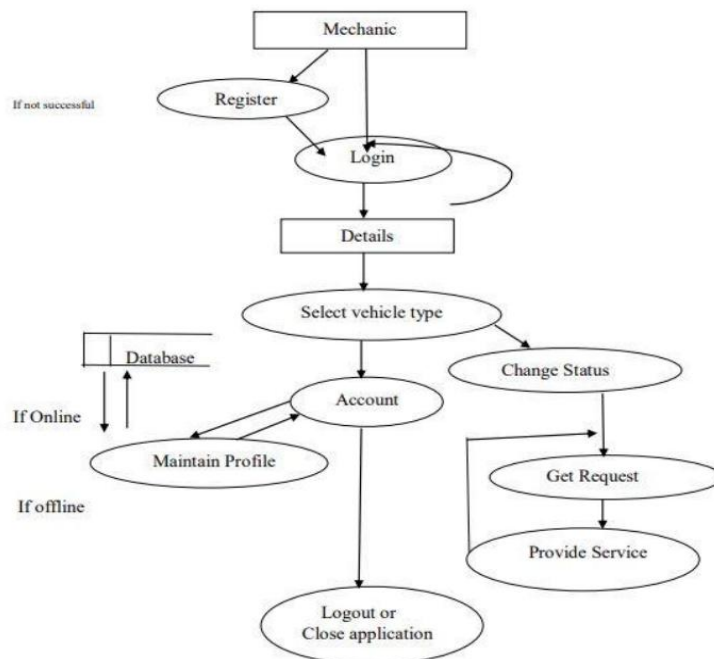 Mechanic
Register
If not successful
Login
Details
Select vehicle type
Database
Change Status
Account
If Online
Maintain Profile
Get Request
If offline
Provide Service
Logout or
Close application